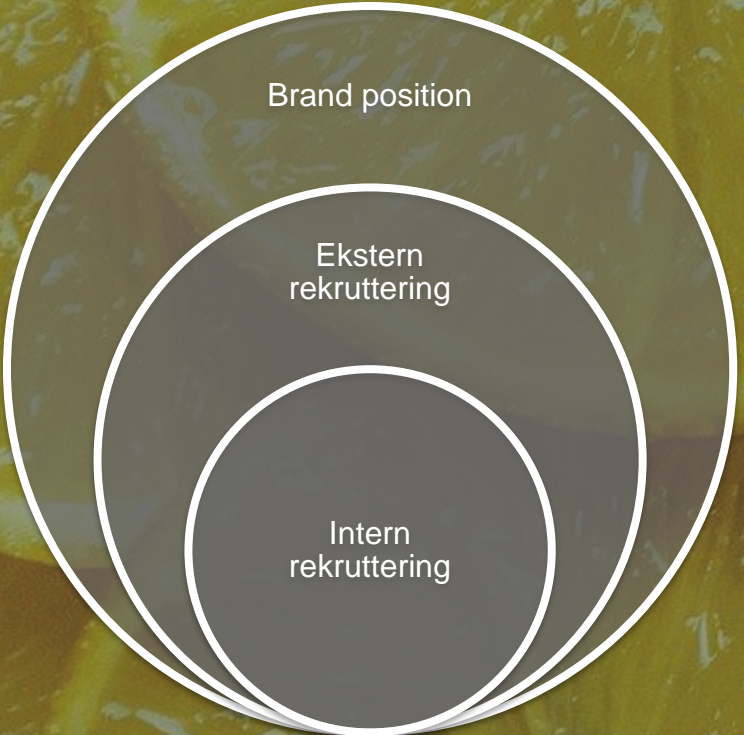 Brand position
Ekstern
rekruttering
Intern
rekruttering